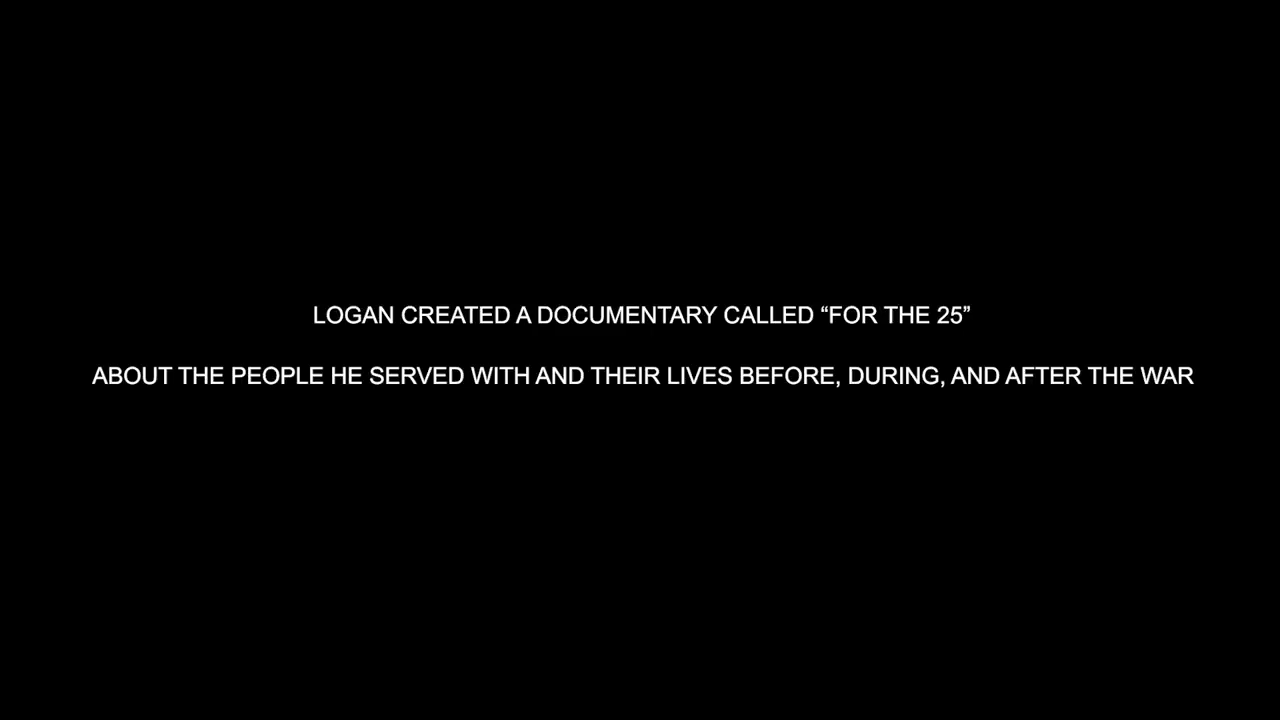 LOGAN CREATED A DOCUMENTARY CALLED “FOR THE 25”
ABOUT THE PEOPLE HE SERVED WITH AND THEIR LIVES BEFORE, DURING, AND AFTER THE WAR